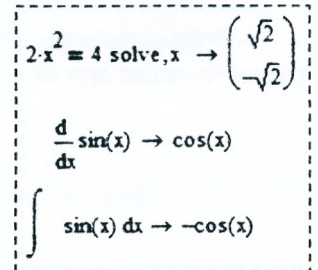 2·x² = 4 solve,x → (√2
−√2)
d/dx sin(x) → cos(x)
∫ sin(x) dx → −cos(x)